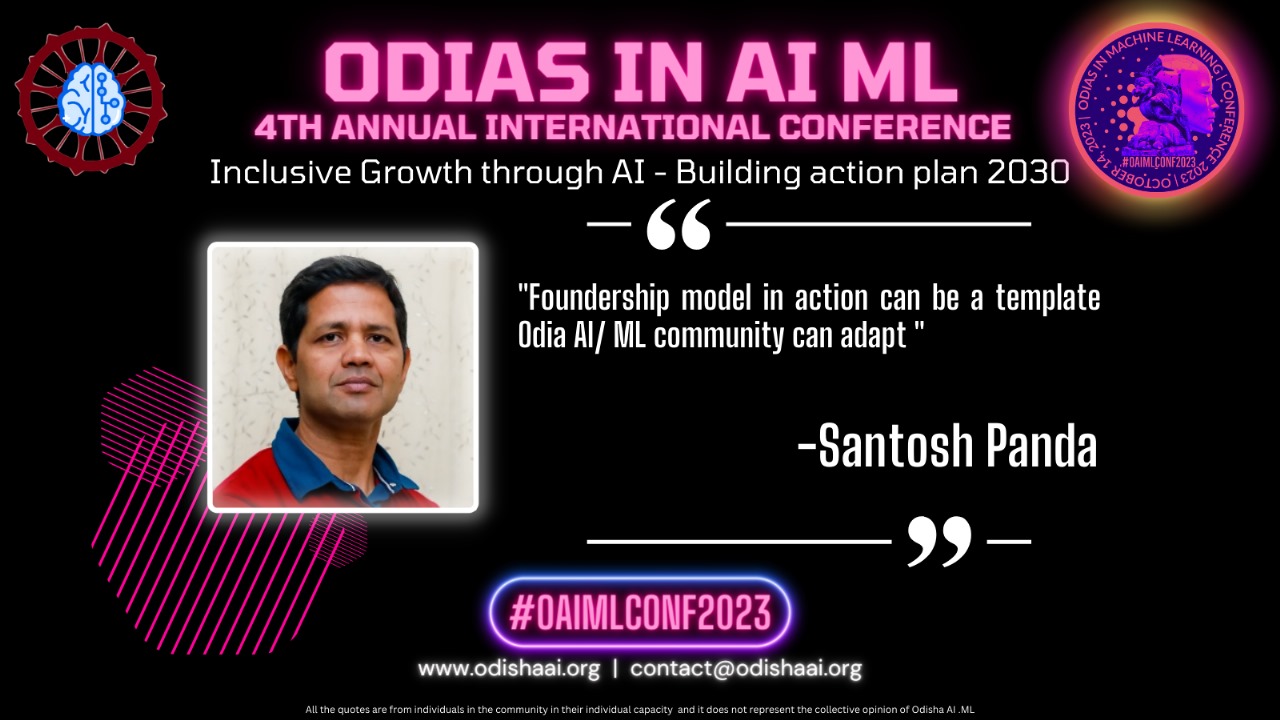 ODIAS IN AI ML
4TH ANNUAL INTERNATIONAL CONFERENCE
Inclusive Growth through AI - Building action plan 2030
ODIAS IN MACHINE LEARNING | CONFERENCE 2023 | OCTOBER 14, 2023 |
#OAIMLCONF2023
“
"Foundership model in action can be a template
Odia AI/ ML community can adapt "
-Santosh Panda
”
#OAIMLCONF2023
www.odishaai.org | contact@odishaai.org
All the quotes are from individuals in the community in their individual capacity and it does not represent the collective opinion of Odisha AI .ML